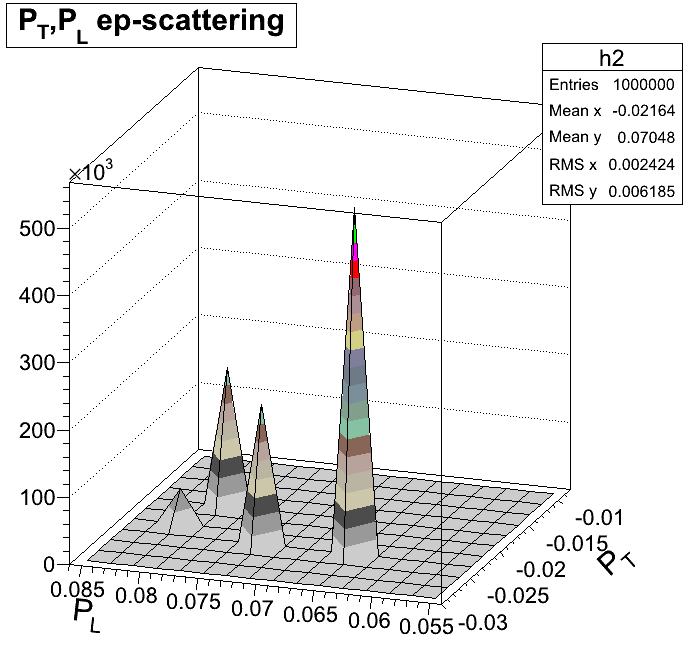 P_T,P_L ep-scattering
h2
Entries 1000000
Mean x -0.02164
Mean y 0.07048
RMS x 0.002424
RMS y 0.006185
×10³
500
400
300
200
100
0
0.085 0.08 0.075 0.07 0.065 0.06 0.055
P_L
-0.01
-0.015
-0.02
-0.025
-0.03
P_T